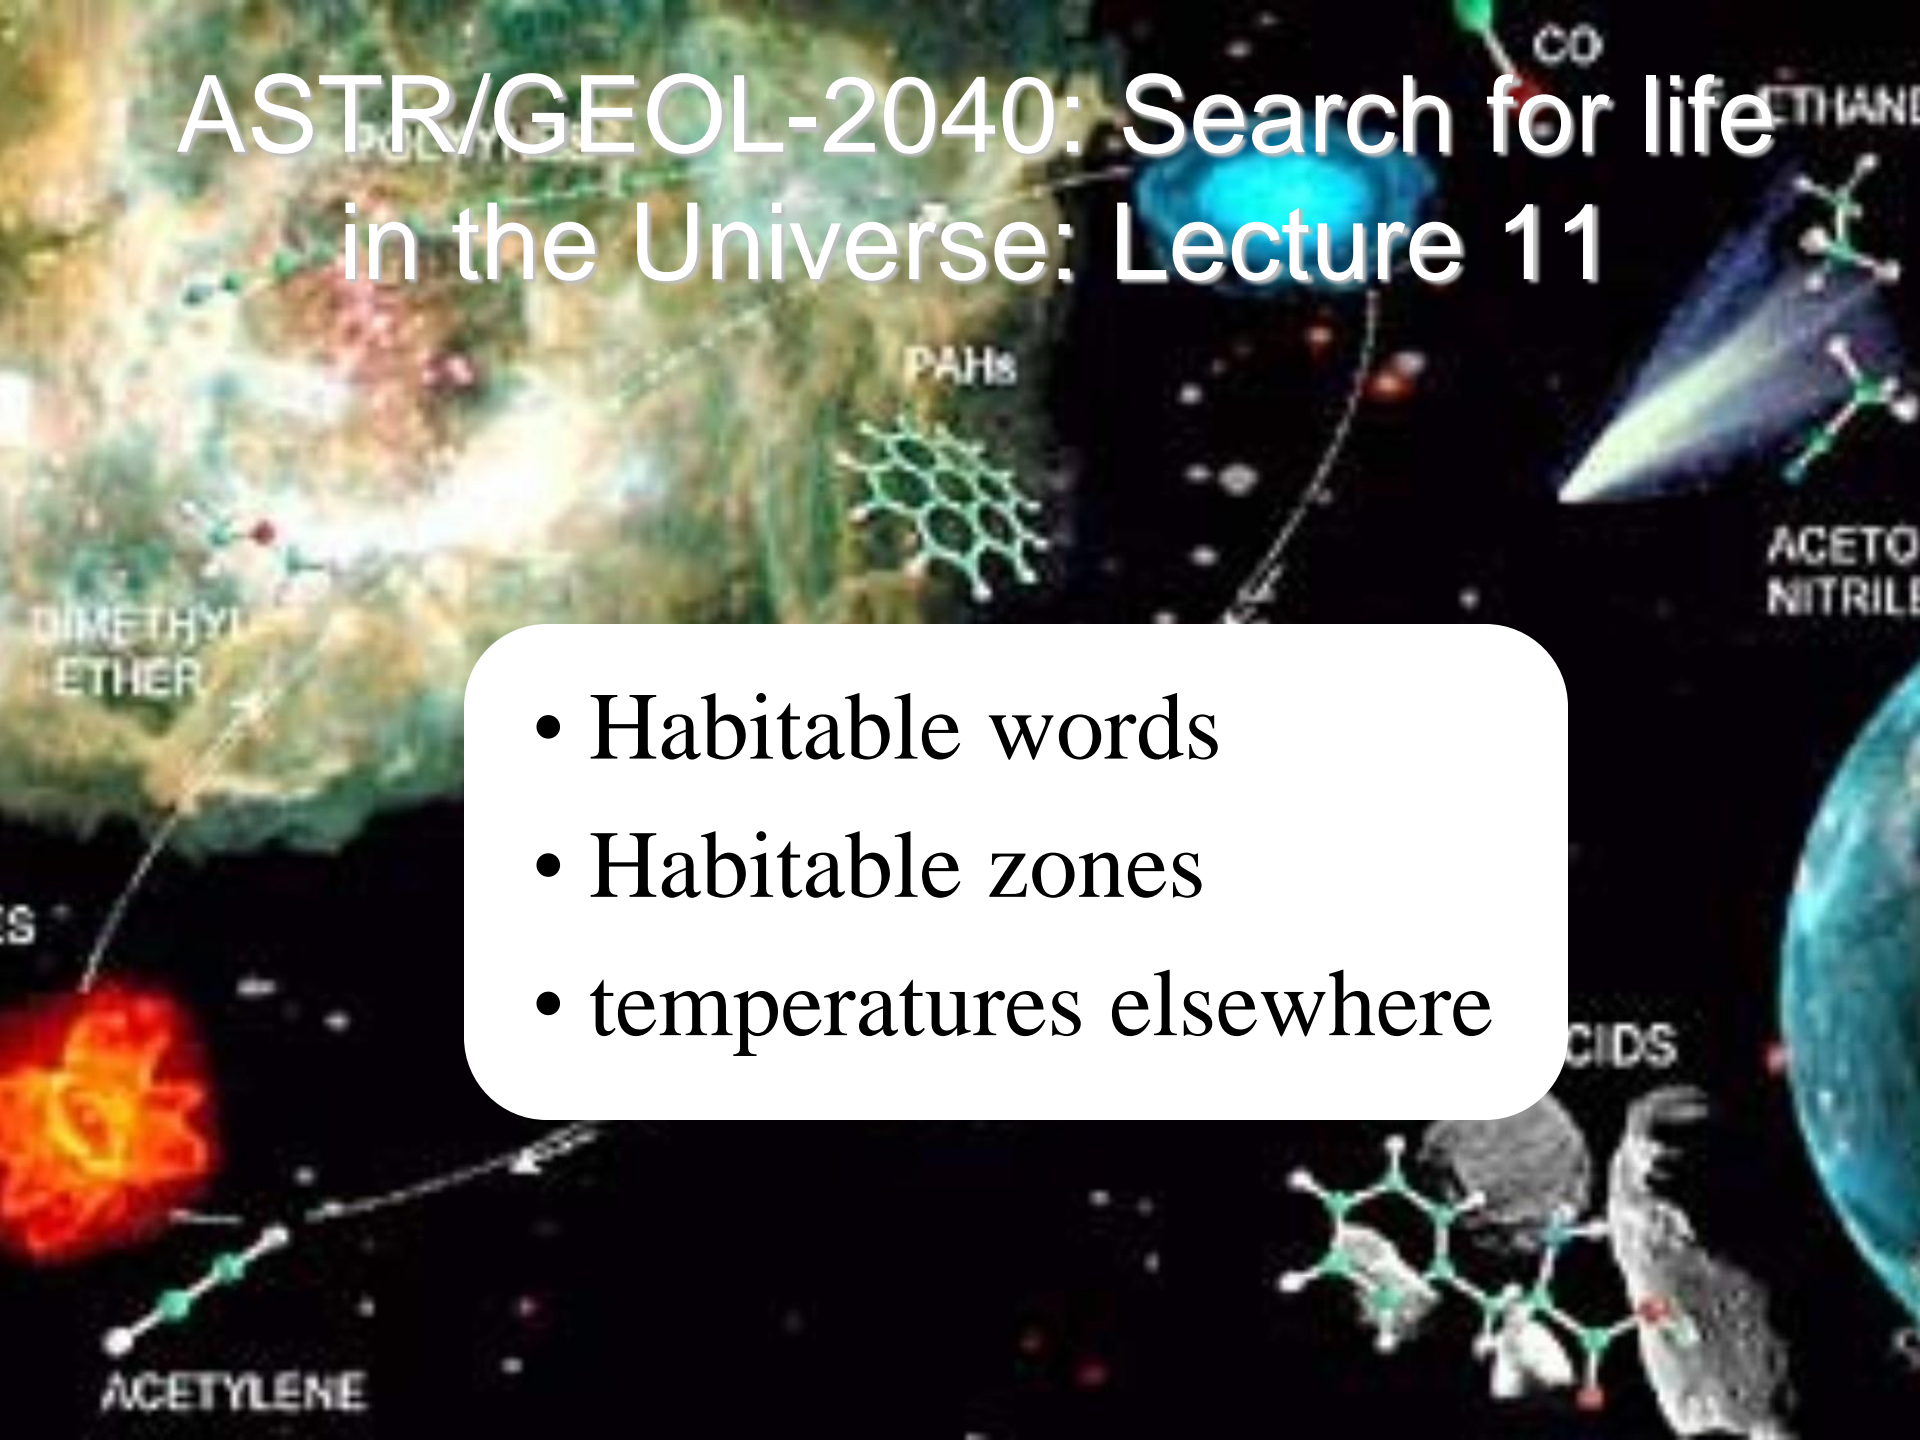 CO
ASTR/GEOL-2040: Search for life
in the Universe: Lecture 11
PAHs
DIMETHYL
ETHER
• Habitable words
• Habitable zones
• temperatures elsewhere
ACETYLENE